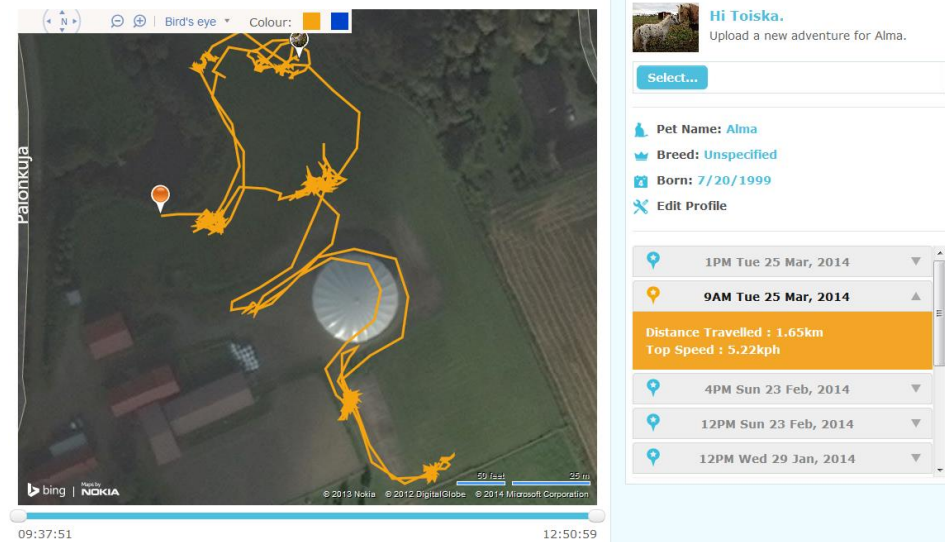 N
Bird's eye
Colour:
Palonkuja
50 feet
25 m
bing
Maps by
NOKIA
© 2013 Nokia © 2012 DigitalGlobe © 2014 Microsoft Corporation
09:37:51
12:50:59
Hi Toiska.
Upload a new adventure for Alma.
Select...
Pet Name: Alma
Breed: Unspecified
4
Born: 7/20/1999
Edit Profile
1PM Tue 25 Mar, 2014
9AM Tue 25 Mar, 2014
Distance Travelled : 1.65km
Top Speed : 5.22kph
4PM Sun 23 Feb, 2014
12PM Sun 23 Feb, 2014
12PM Wed 29 Jan, 2014